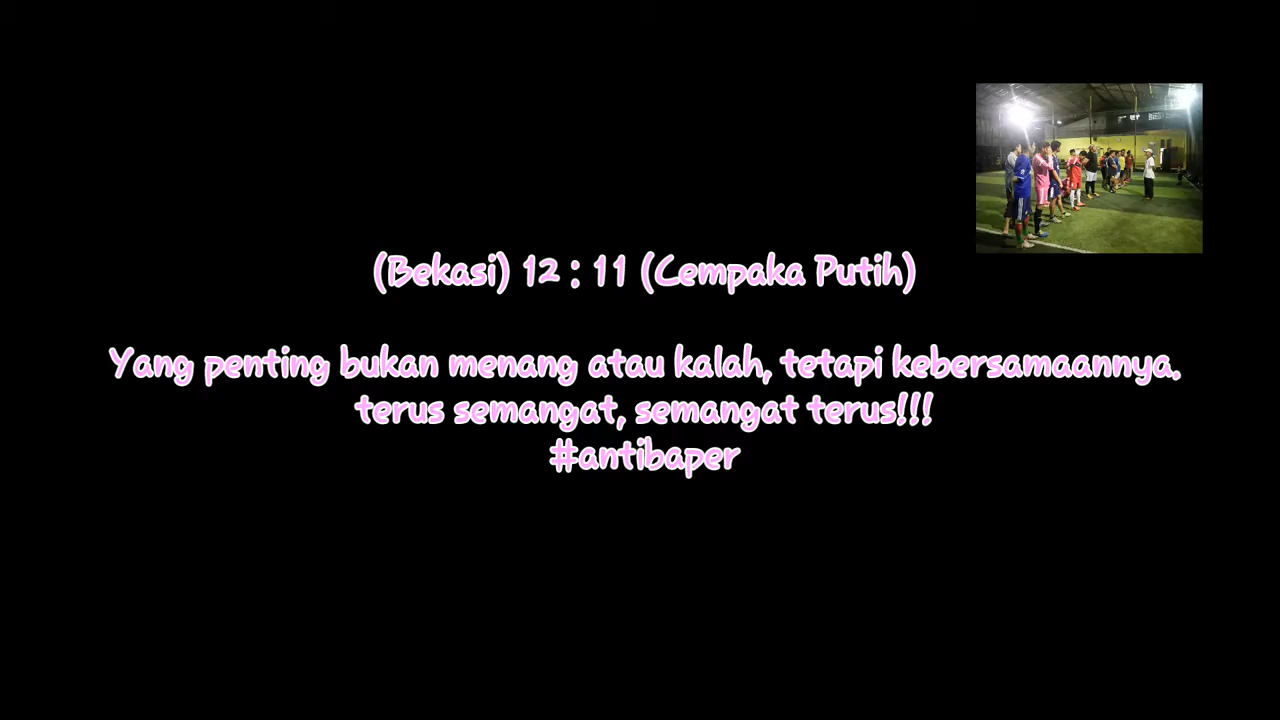 (Bekasi) 12 : 11 (Cempaka Putih)
Yang penting bukan menang atau kalah, tetapi kebersamaannya.
terus semangat, semangat terus!!!
#antibaper